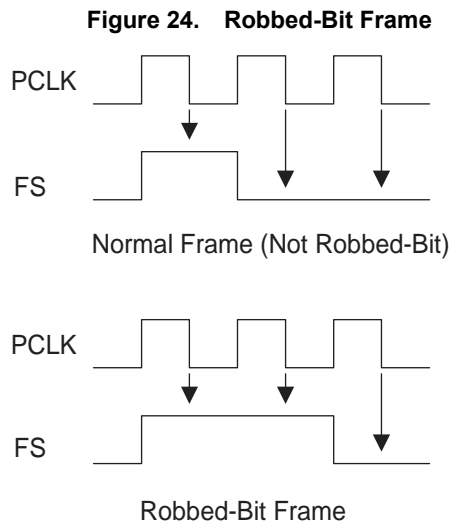 Figure 24. Robbed-Bit Frame
PCLK
FS
Normal Frame (Not Robbed-Bit)
PCLK
FS
Robbed-Bit Frame